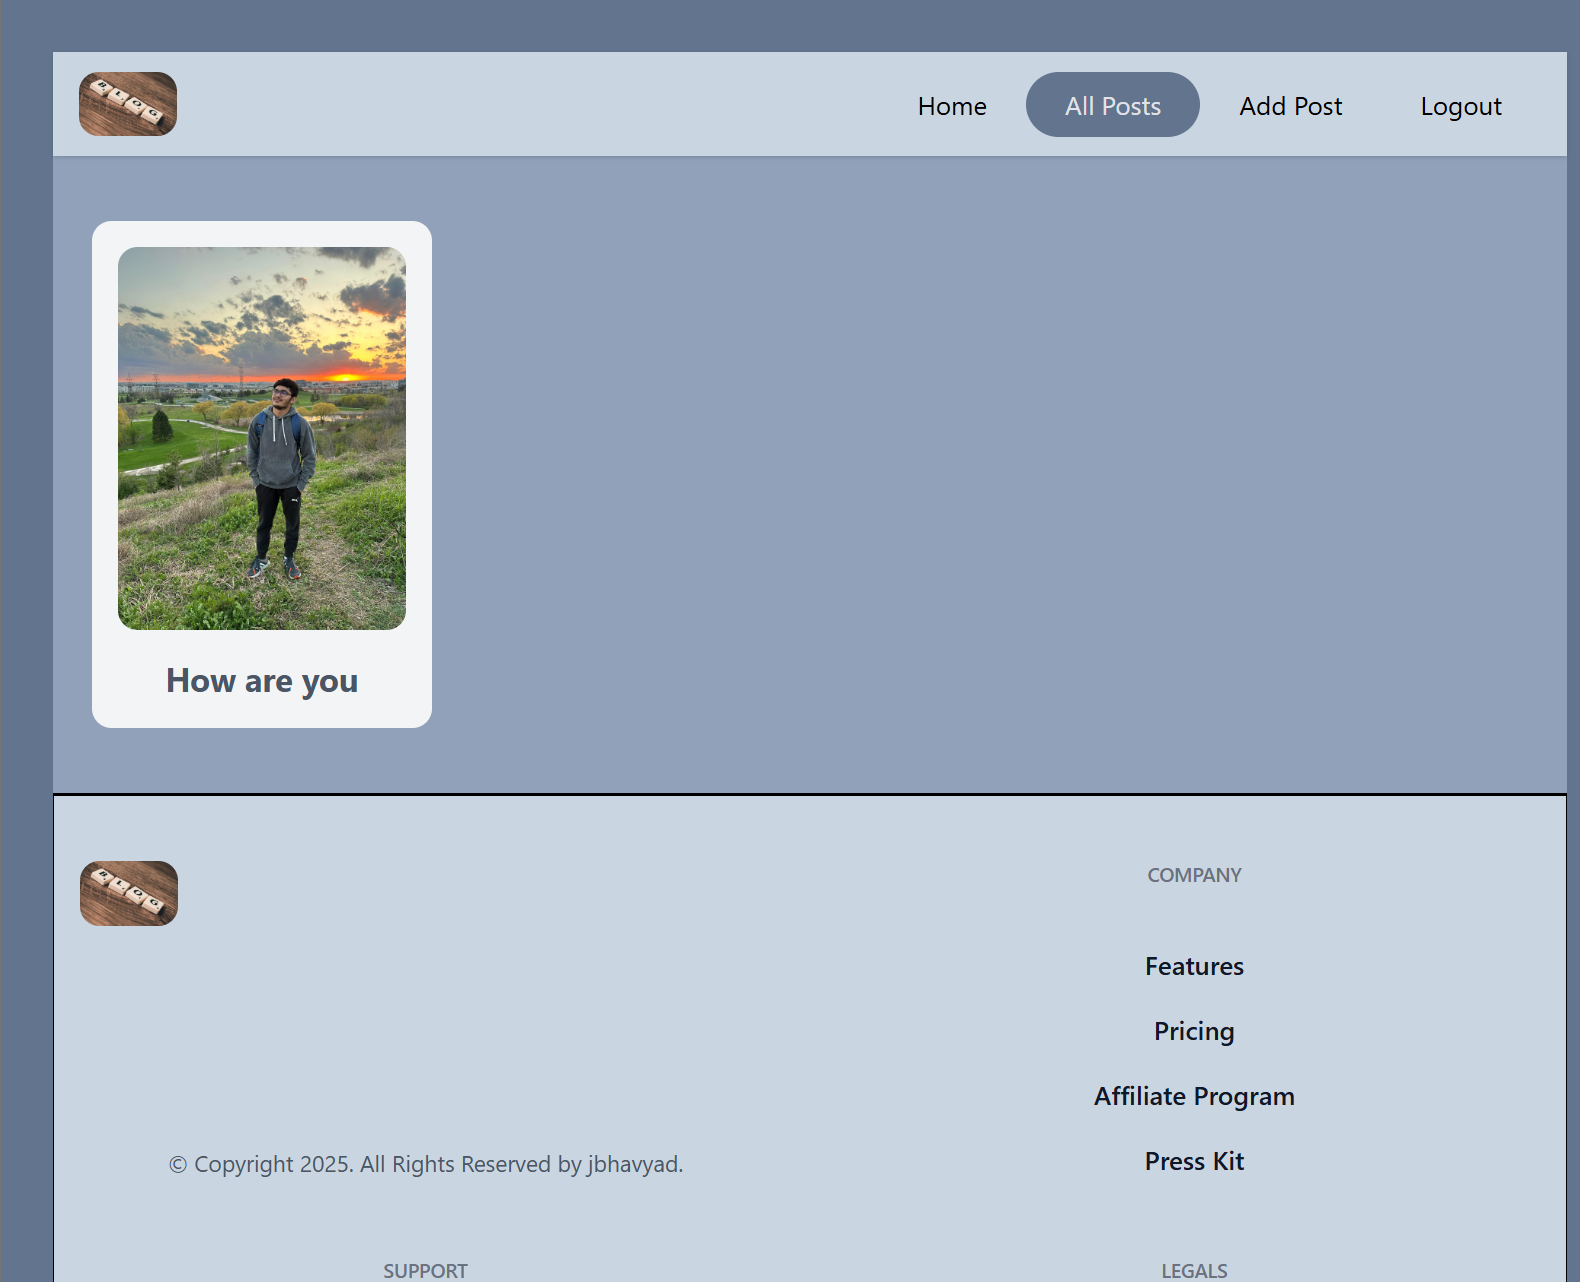 BLOG
Home
All Posts
Add Post
Logout
How are you
BLOG
COMPANY
Features
Pricing
Affiliate Program
Press Kit
© Copyright 2025. All Rights Reserved by jbhavyad.
SUPPORT
LEGALS